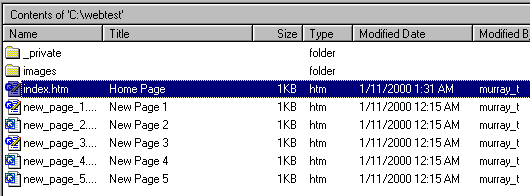 Contents of 'C:\webtest'
Name Title Size Type Modified Date Modified B
_private folder
images folder
index.htm Home Page 1KB htm 1/11/2000 1:31 AM murray_t
new_page_1.... New Page 1 1KB htm 1/11/2000 12:15 AM murray_t
new_page_2.... New Page 2 1KB htm 1/11/2000 12:15 AM murray_t
new_page_3.... New Page 3 1KB htm 1/11/2000 12:15 AM murray_t
new_page_4.... New Page 4 1KB htm 1/11/2000 12:15 AM murray_t
new_page_5.... New Page 5 1KB htm 1/11/2000 12:15 AM murray_t